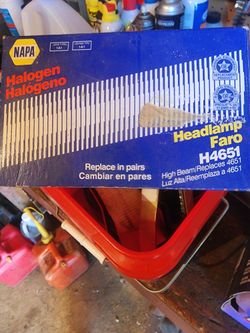 NAPA
Halogen
Halógeno
Headlamp
Faro
H4651
Replace in pairs
Cambiar en pares
High Beam/Replaces 4651
Luz Alta/Reemplaza a 4651